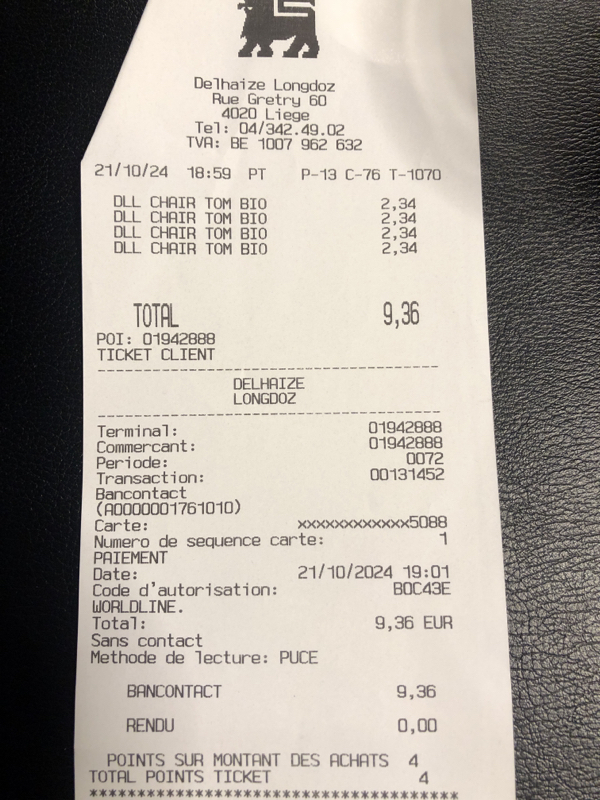 Delhaize Longdoz
Rue Gretry 60
4020 Liege
Tel: 04/342.49.02
TVA: BE 1007 962 632
21/10/24 18:59 PT P-13 C-76 T-1070
DLL CHAIR TOM BIO 2,34
DLL CHAIR TOM BIO 2,34
DLL CHAIR TOM BIO 2,34
DLL CHAIR TOM BIO 2,34
TOTAL 9,36
POI: 01942888
TICKET CLIENT
----------------------------------------
DELHAIZE
LONGDOZ
----------------------------------------
Terminal: 01942888
Commercant: 01942888
Periode: 0072
Transaction: 00131452
Bancontact
(A0000001761010)
Carte: xxxxxxxxxxxxx5088
Numero de sequence carte: 1
PAIEMENT
Date: 21/10/2024 19:01
Code d'autorisation: B0C43E
WORLDLINE.
Total: 9,36 EUR
Sans contact
Methode de lecture: PUCE
BANCONTACT 9,36
RENDU 0,00
POINTS SUR MONTANT DES ACHATS 4
TOTAL POINTS TICKET 4
****************************************